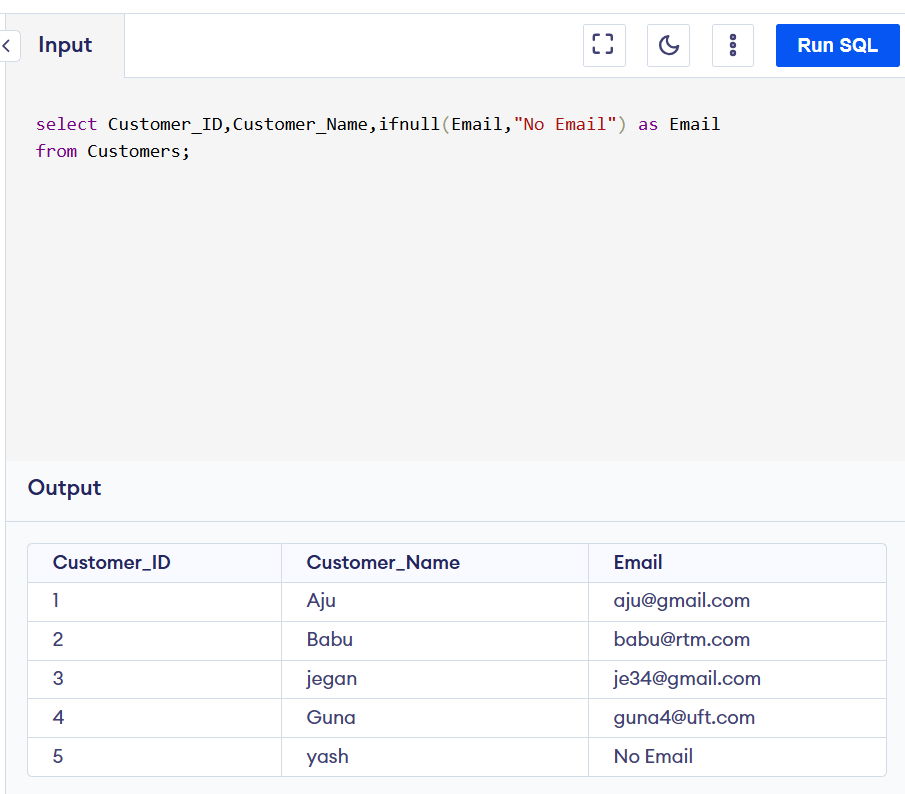 Input
Run SQL
select Customer_ID,Customer_Name,ifnull(Email,"No Email") as Email
from Customers;
Output
Customer_ID Customer_Name Email
1 Aju aju@gmail.com
2 Babu babu@rtm.com
3 jegan je34@gmail.com
4 Guna guna4@uft.com
5 yash No Email